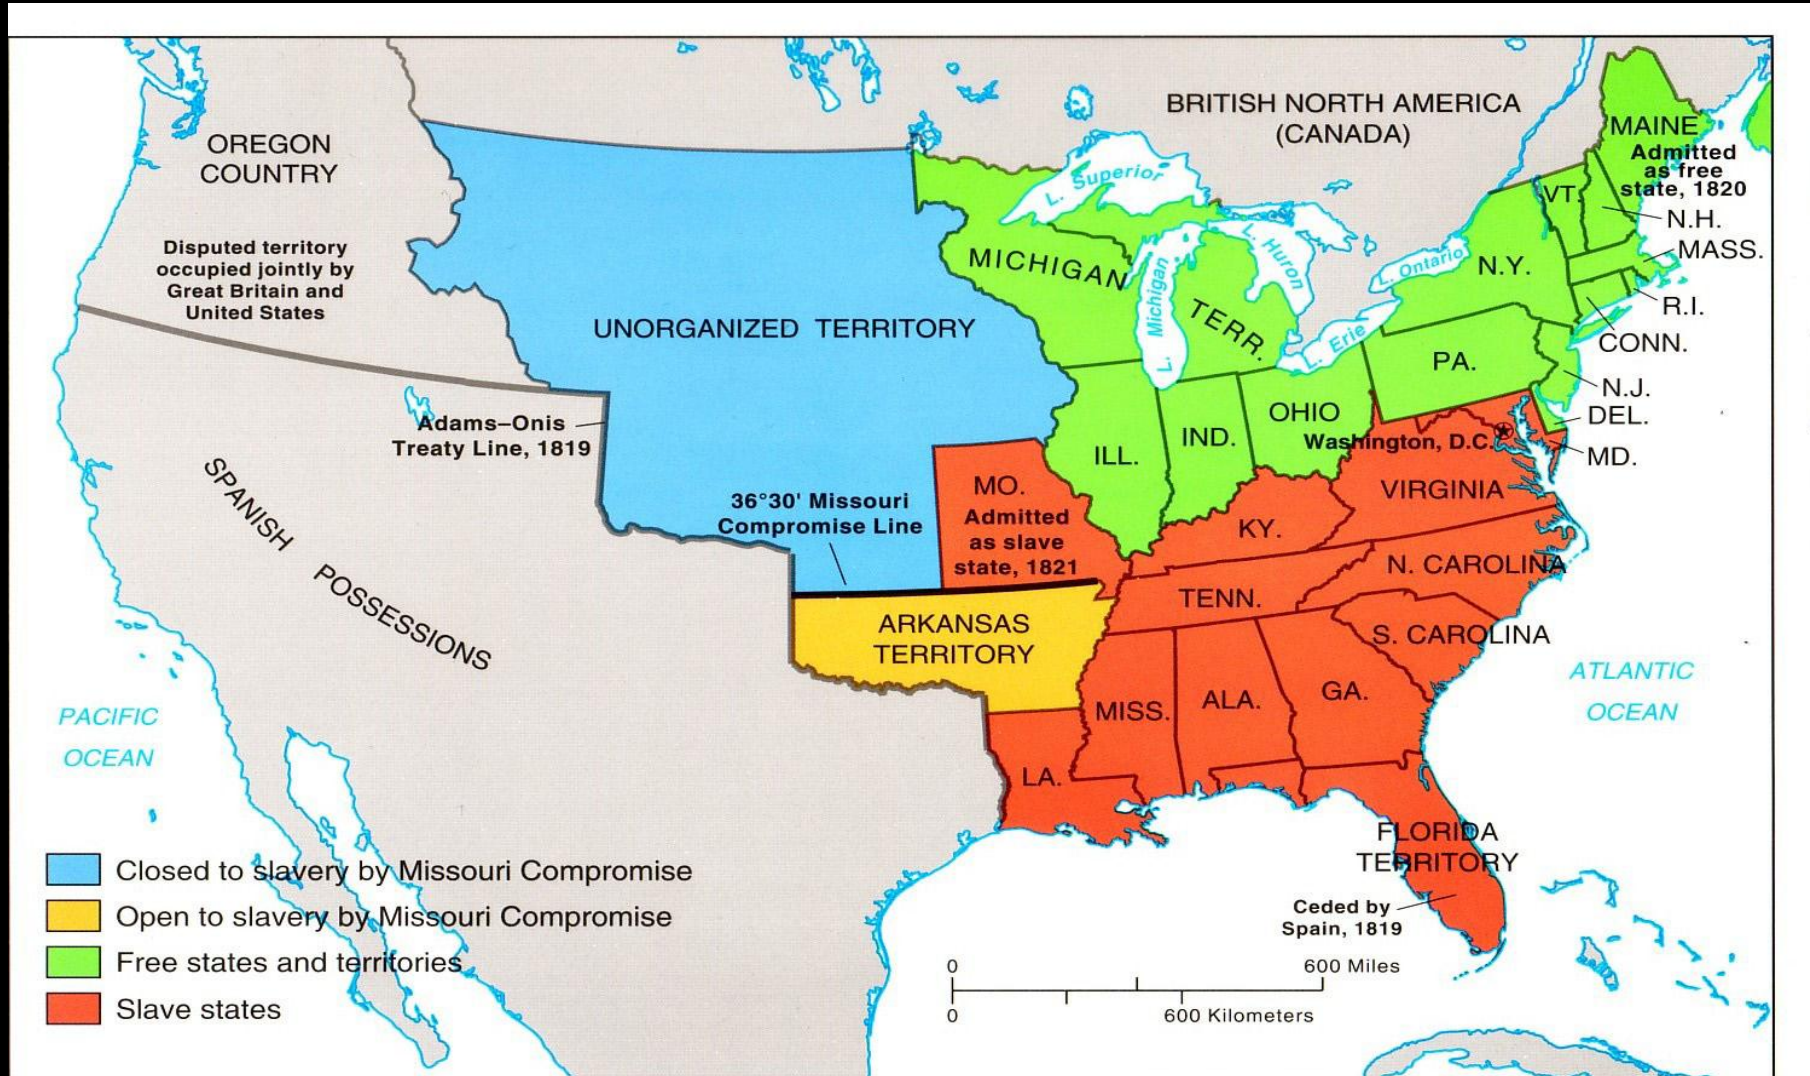 BRITISH NORTH AMERICA
(CANADA)
OREGON
COUNTRY
Disputed territory
occupied jointly by
Great Britain and
United States
MAINE
Admitted
as free
state, 1820
VT.
N.H.
MASS.
R.I.
CONN.
N.Y.
N.J.
DEL.
MD.
PA.
L. Superior
L. Huron
L. Ontario
L. Erie
L. Michigan
MICHIGAN
TERR.
UNORGANIZED TERRITORY
Adams–Onis
Treaty Line, 1819
36°30' Missouri
Compromise Line
MO.
Admitted
as slave
state, 1821
ILL.
IND.
OHIO
Washington, D.C.
VIRGINIA
KY.
N. CAROLINA
TENN.
S. CAROLINA
ARKANSAS
TERRITORY
MISS.
ALA.
GA.
LA.
FLORIDA
TERRITORY
Ceded by
Spain, 1819
SPANISH
POSSESSIONS
PACIFIC
OCEAN
ATLANTIC
OCEAN
Closed to slavery by Missouri Compromise
Open to slavery by Missouri Compromise
Free states and territories
Slave states
0 600 Miles
0 600 Kilometers